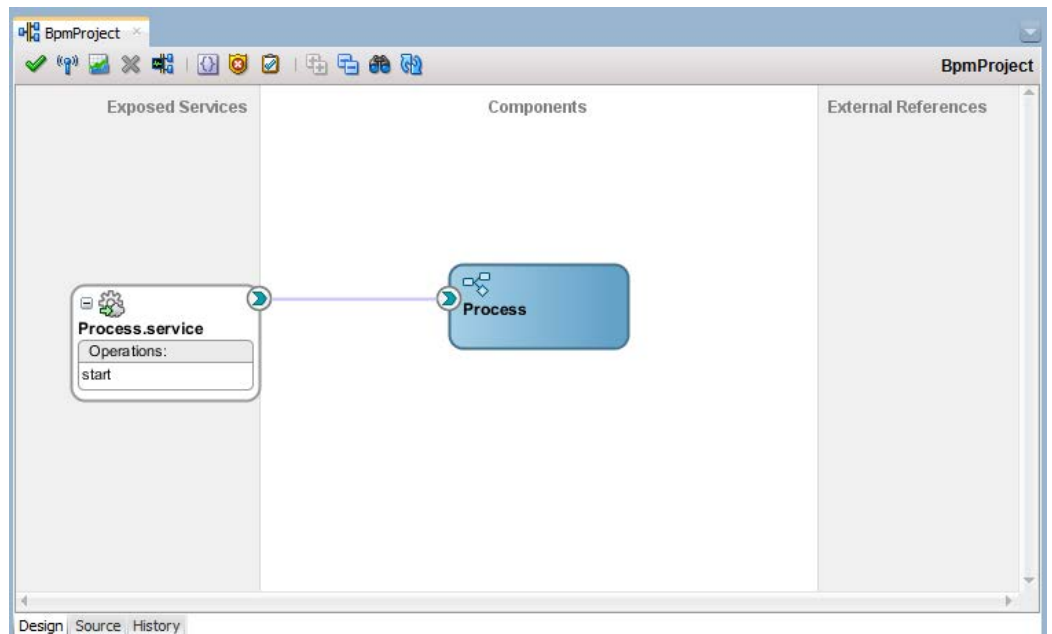 BpmProject
BpmProject
Exposed Services
Components
External References
Process
Process.service
Operations:
start
Design Source History